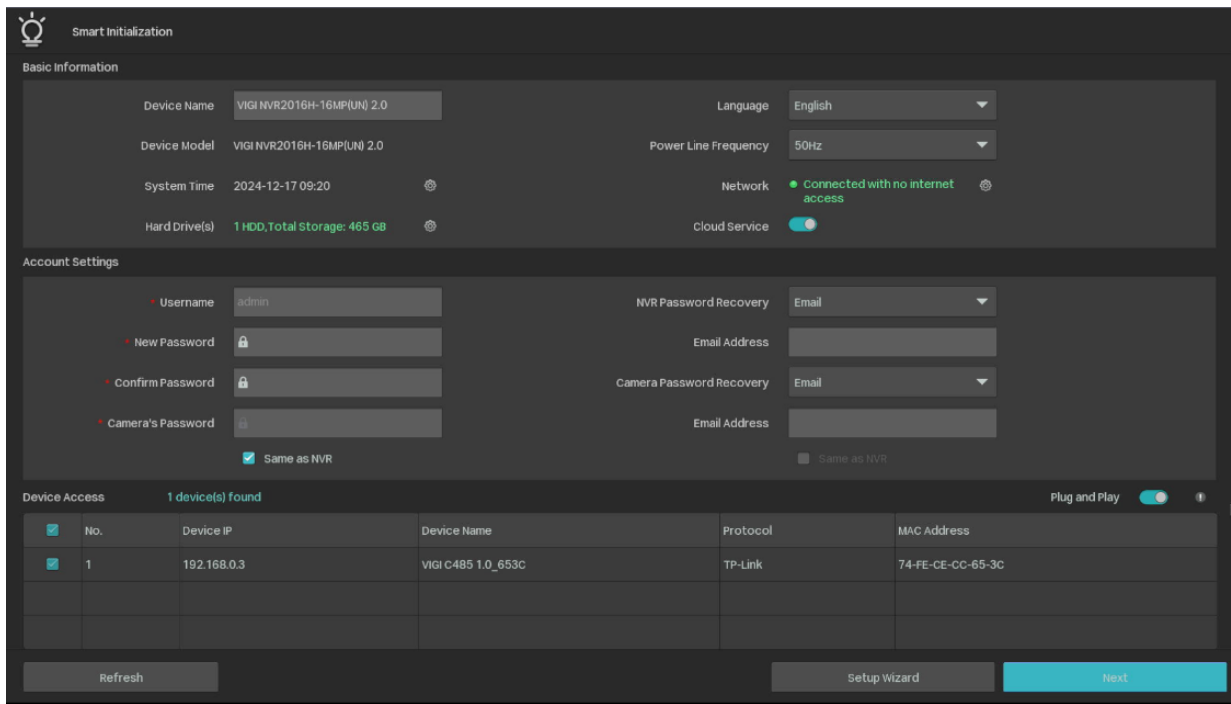 Smart Initialization
Basic Information
Device Name VIGI NVR2016H-16MP(UN) 2.0 Language English
Device Model VIGI NVR2016H-16MP(UN) 2.0 Power Line Frequency 50Hz
System Time 2024-12-17 09:20 Network Connected with no internet
access
Hard Drive(s) 1 HDD,Total Storage: 465 GB Cloud Service
Account Settings
* Username admin NVR Password Recovery Email
* New Password Email Address
* Confirm Password Camera Password Recovery Email
* Camera's Password Email Address
Same as NVR Same as NVR
Device Access 1 device(s) found Plug and Play
No. Device IP Device Name Protocol MAC Address
1 192.168.0.3 VIGI C485 1.0_653C TP-Link 74-FE-CE-CC-65-3C
Refresh Setup Wizard Next